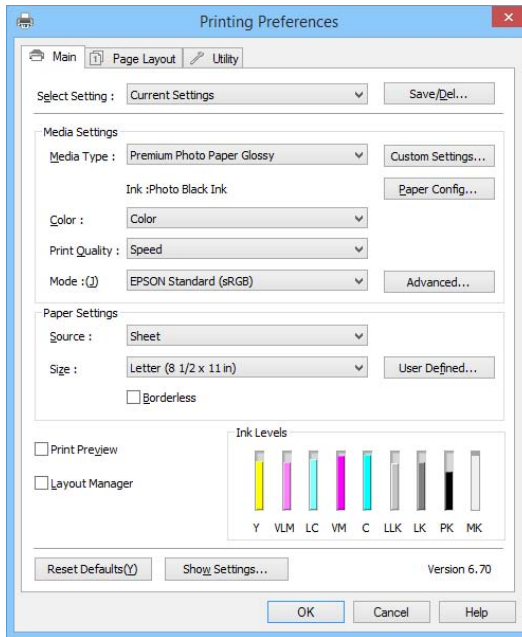 Printing Preferences
Main Page Layout Utility
Select Setting : Current Settings Save/Del...
Media Settings
Media Type : Premium Photo Paper Glossy Custom Settings...
Ink :Photo Black Ink Paper Config...
Color : Color
Print Quality : Speed
Mode :(J) EPSON Standard (sRGB) Advanced...
Paper Settings
Source : Sheet
Size : Letter (8 1/2 x 11 in) User Defined...
Borderless
Print Preview
Layout Manager
Ink Levels
Y VLM LC VM C LLK LK PK MK
Reset Defaults(Y) Show Settings... Version 6.70
OK Cancel Help